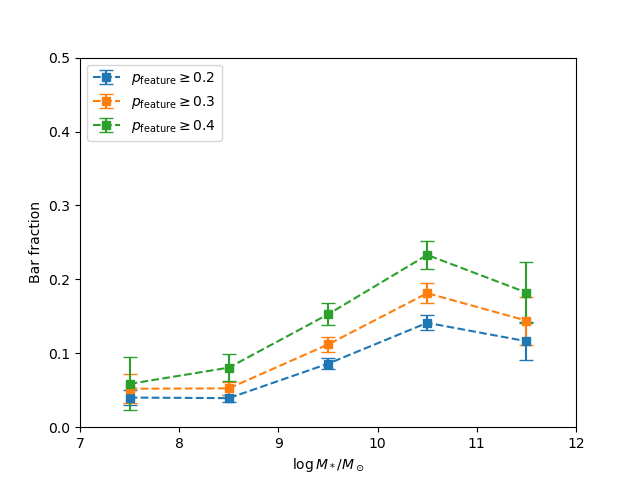 0.5
0.4
0.3
0.2
0.1
0.0
Bar fraction
p_feature ≥ 0.2
p_feature ≥ 0.3
p_feature ≥ 0.4
7 8 9 10 11 12
log M_*/M_⊙